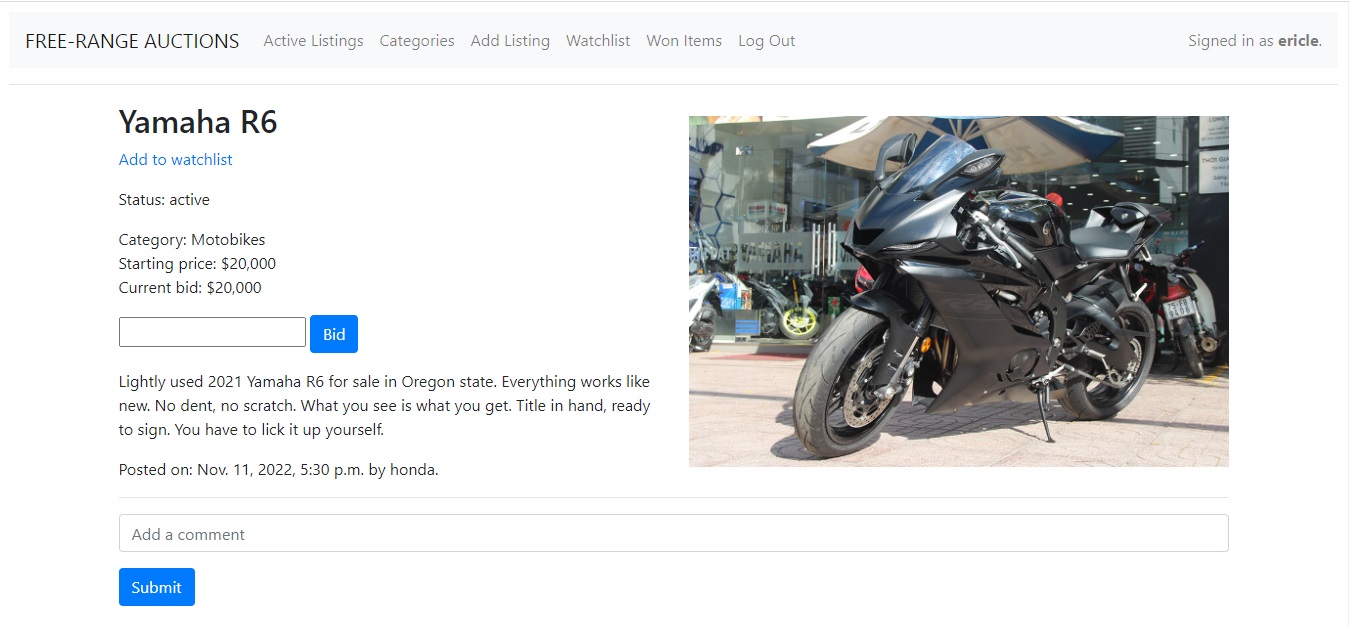 FREE-RANGE AUCTIONS Active Listings Categories Add Listing Watchlist Won Items Log Out Signed in as ericle.
Yamaha R6
Add to watchlist
Status: active
Category: Motobikes
Starting price: $20,000
Current bid: $20,000
Bid
Lightly used 2021 Yamaha R6 for sale in Oregon state. Everything works like
new. No dent, no scratch. What you see is what you get. Title in hand, ready
to sign. You have to lick it up yourself.
Posted on: Nov. 11, 2022, 5:30 p.m. by honda.
YAMAHA
LONG
THỜI GIA
Add a comment
Submit